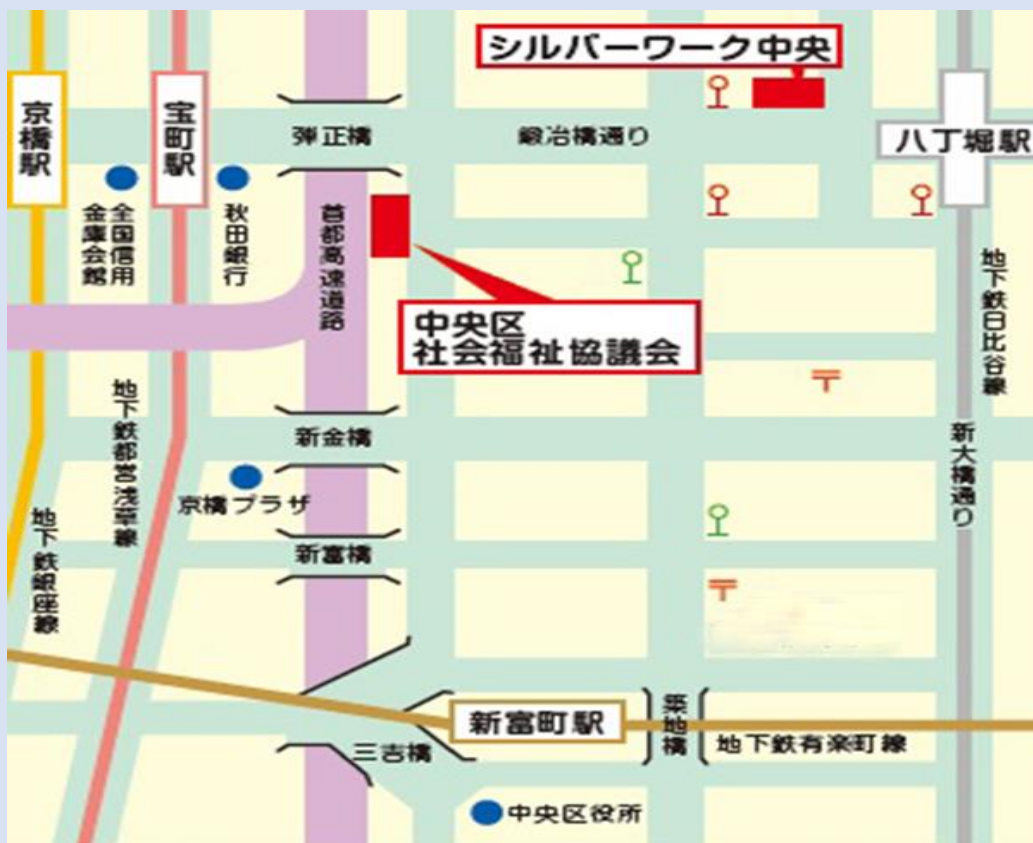 シルバーワーク中央
京橋駅
宝町駅
弾正橋
鍛冶橋通り
八丁堀駅
全国信用
金庫会館
秋田銀行
首都高速道路
地下鉄日比谷線
中央区
社会福祉協議会
地下鉄都営浅草線
新金橋
新大橋通り
京橋プラザ
地下鉄銀座線
新富橋
新富町駅
築地橋
三吉橋
地下鉄有楽町線
中央区役所